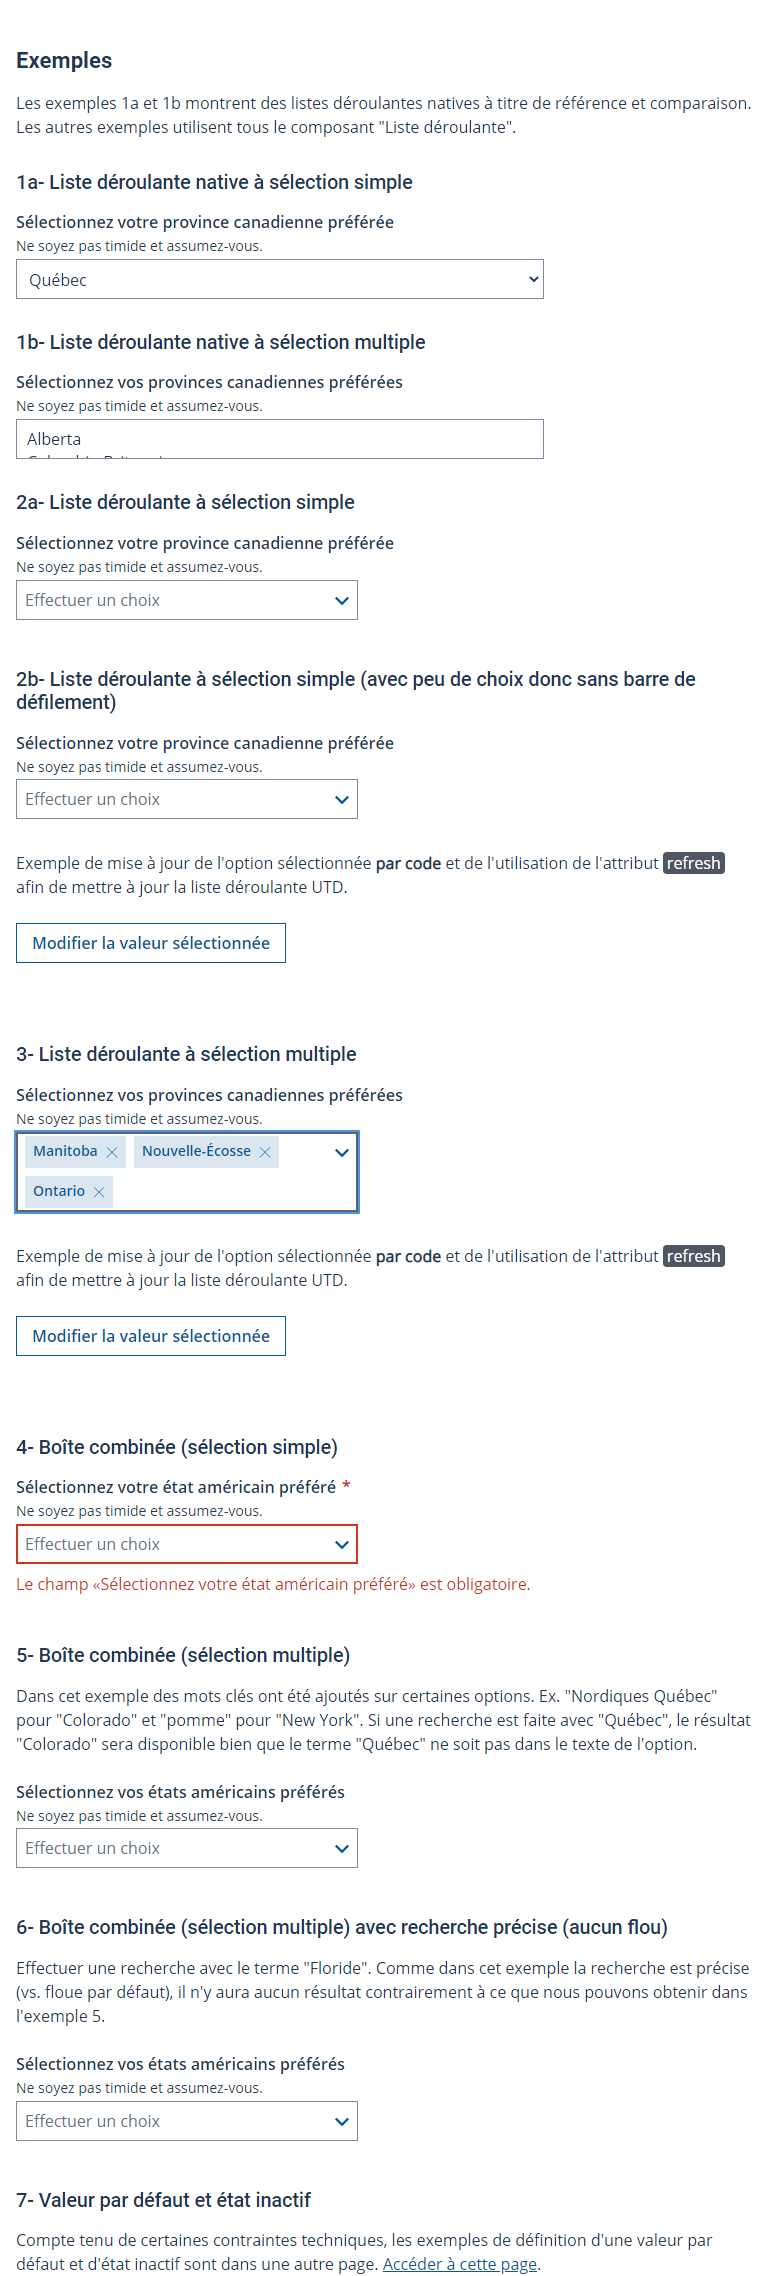 Exemples
Les exemples 1a et 1b montrent des listes déroulantes natives à titre de référence et comparaison.
Les autres exemples utilisent tous le composant "Liste déroulante".
1a- Liste déroulante native à sélection simple
Sélectionnez votre province canadienne préférée
Ne soyez pas timide et assumez-vous.
Québec
1b- Liste déroulante native à sélection multiple
Sélectionnez vos provinces canadiennes préférées
Ne soyez pas timide et assumez-vous.
Alberta
2a- Liste déroulante à sélection simple
Sélectionnez votre province canadienne préférée
Ne soyez pas timide et assumez-vous.
Effectuer un choix
2b- Liste déroulante à sélection simple (avec peu de choix donc sans barre de
défilement)
Sélectionnez votre province canadienne préférée
Ne soyez pas timide et assumez-vous.
Effectuer un choix
Exemple de mise à jour de l'option sélectionnée par code et de l'utilisation de l'attribut refresh
afin de mettre à jour la liste déroulante UTD.
Modifier la valeur sélectionnée
3- Liste déroulante à sélection multiple
Sélectionnez vos provinces canadiennes préférées
Ne soyez pas timide et assumez-vous.
Manitoba Nouvelle-Écosse
Ontario
Exemple de mise à jour de l'option sélectionnée par code et de l'utilisation de l'attribut refresh
afin de mettre à jour la liste déroulante UTD.
Modifier la valeur sélectionnée
4- Boîte combinée (sélection simple)
Sélectionnez votre état américain préféré *
Ne soyez pas timide et assumez-vous.
Effectuer un choix
Le champ «Sélectionnez votre état américain préféré» est obligatoire.
5- Boîte combinée (sélection multiple)
Dans cet exemple des mots clés ont été ajoutés sur certaines options. Ex. "Nordiques Québec"
pour "Colorado" et "pomme" pour "New York". Si une recherche est faite avec "Québec", le résultat
"Colorado" sera disponible bien que le terme "Québec" ne soit pas dans le texte de l'option.
Sélectionnez vos états américains préférés
Ne soyez pas timide et assumez-vous.
Effectuer un choix
6- Boîte combinée (sélection multiple) avec recherche précise (aucun flou)
Effectuer une recherche avec le terme "Floride". Comme dans cet exemple la recherche est précise
(vs. floue par défaut), il n'y aura aucun résultat contrairement à ce que nous pouvons obtenir dans
l'exemple 5.
Sélectionnez vos états américains préférés
Ne soyez pas timide et assumez-vous.
Effectuer un choix
7- Valeur par défaut et état inactif
Compte tenu de certaines contraintes techniques, les exemples de définition d'une valeur par
défaut et d'état inactif sont dans une autre page. Accéder à cette page.